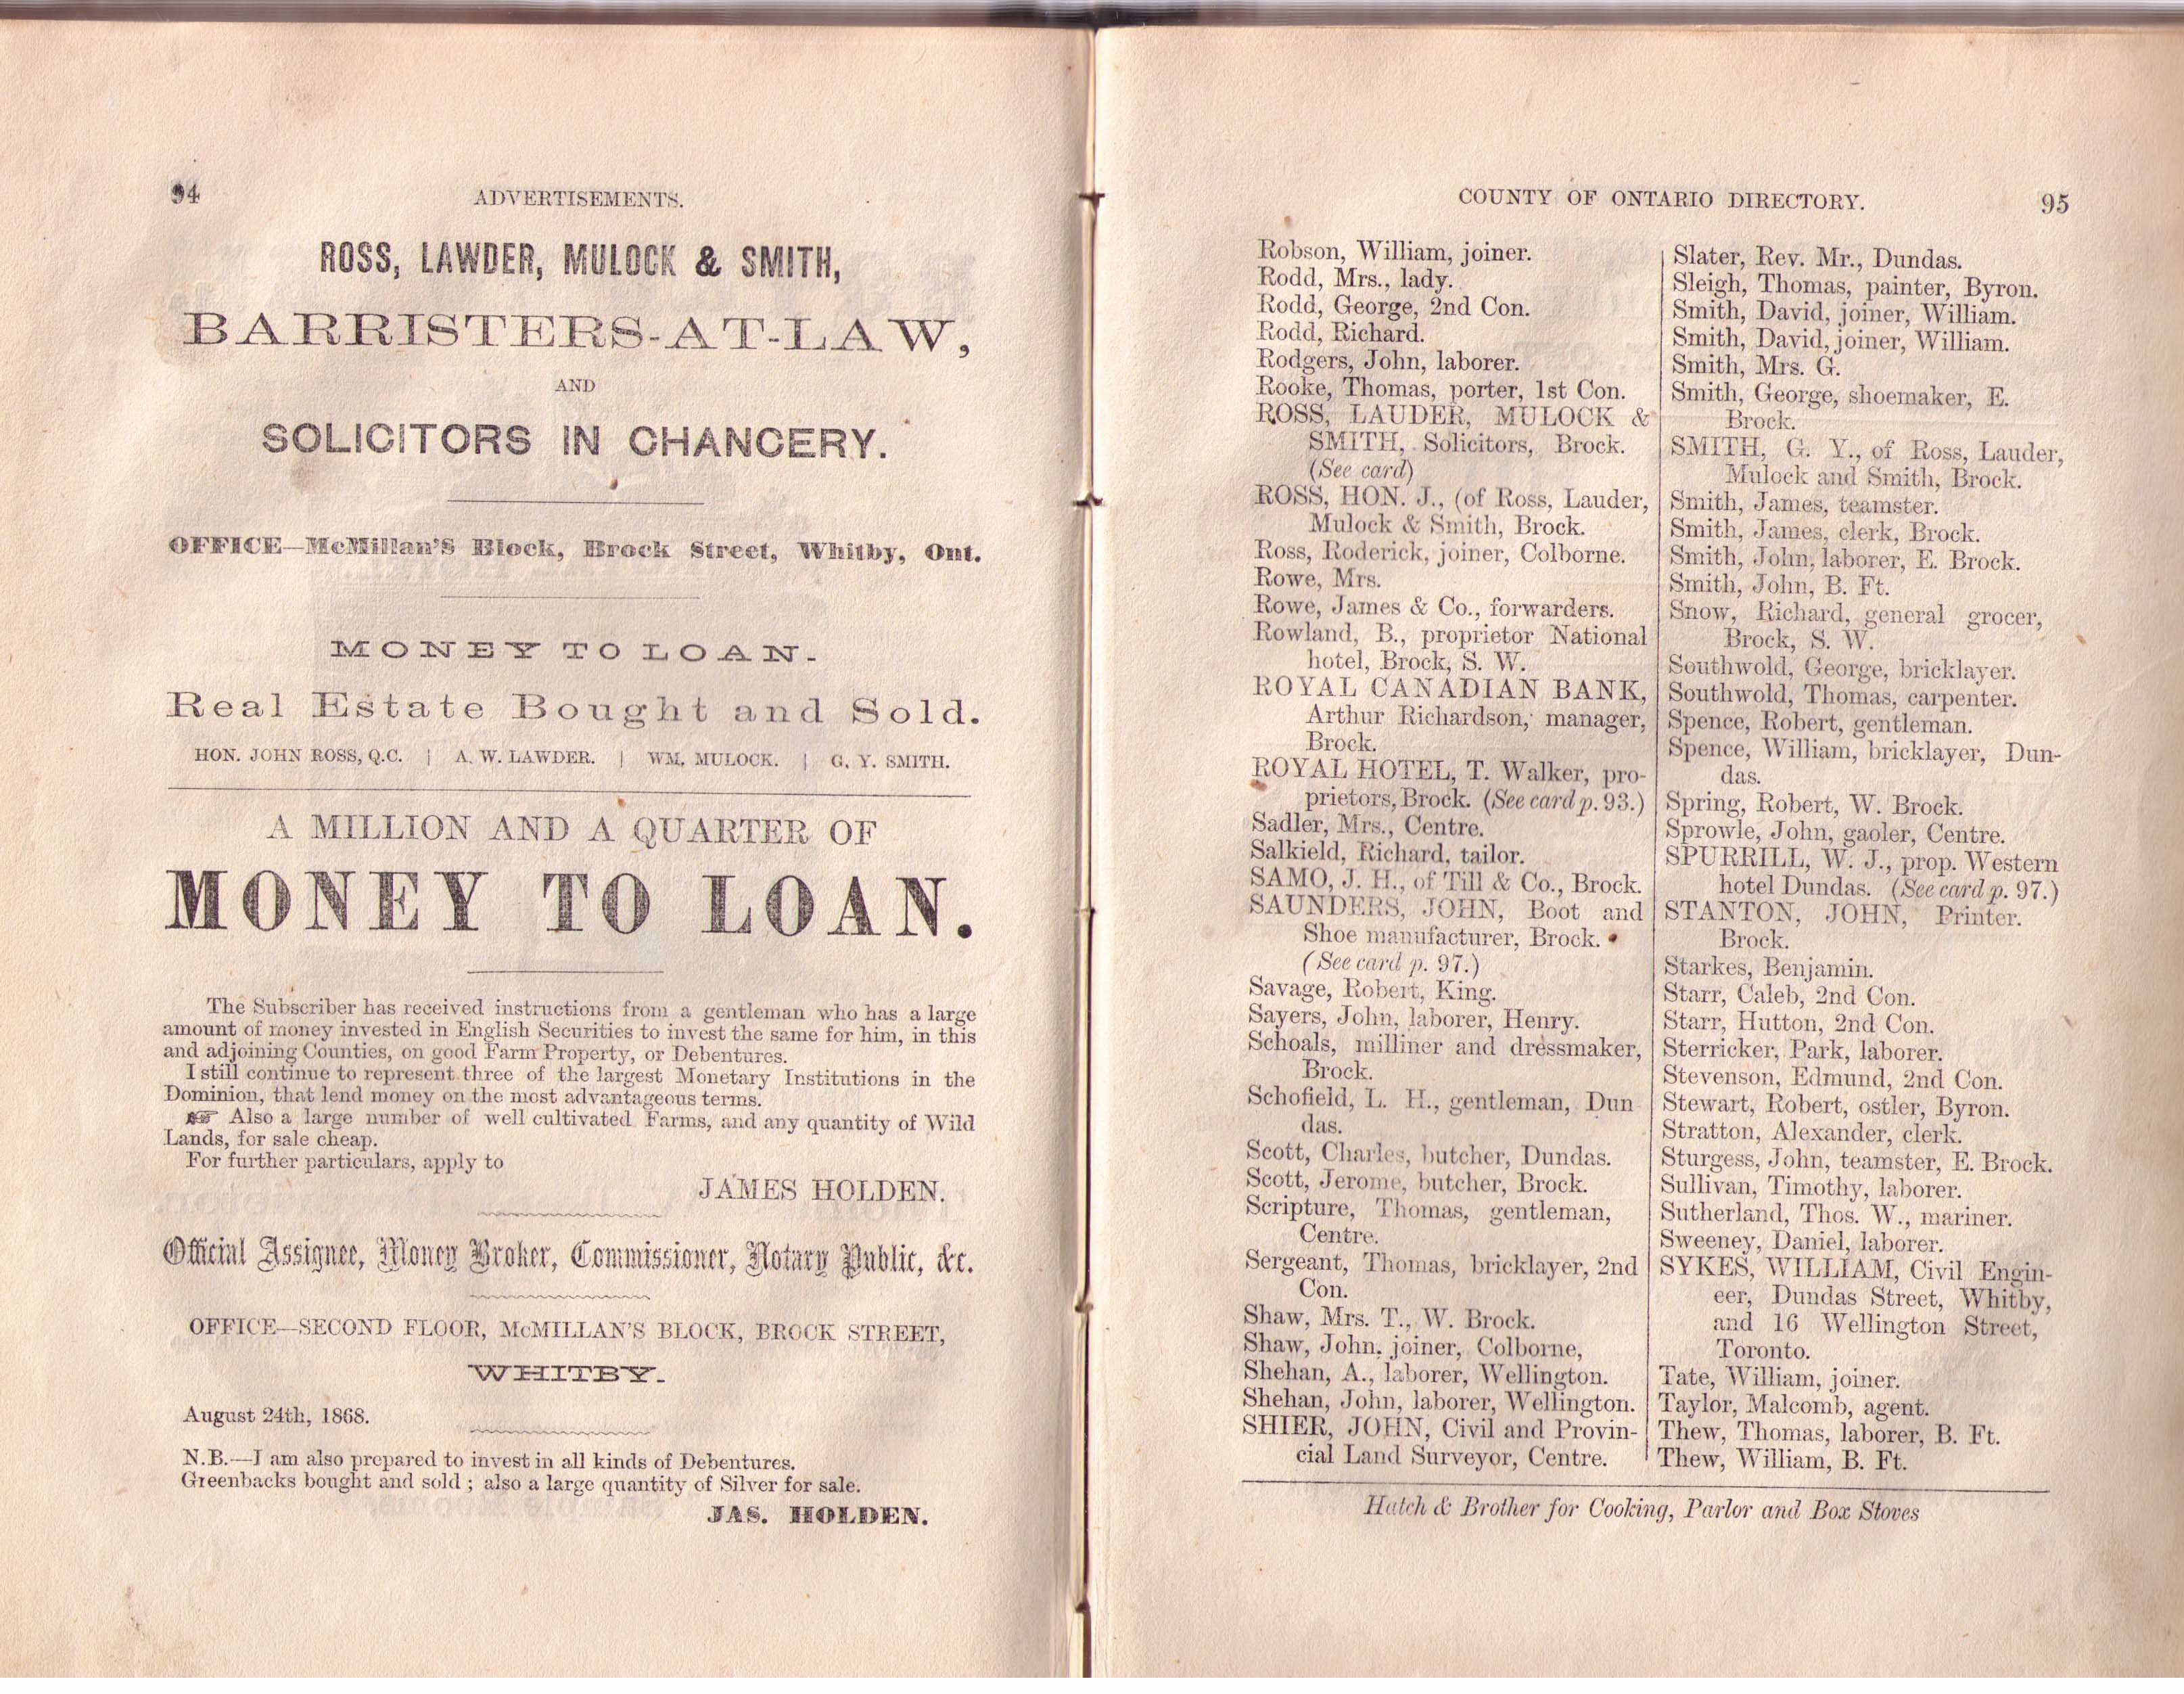 94
ADVERTISEMENTS.
ROSS, LAWDER, MULOCK & SMITH,
BARRISTERS-AT-LAW,
AND
SOLICITORS IN CHANCERY.
OFFICE—McMillan's Block, Brock Street, Whitby, Ont.
MONEY TO LOAN.
Real Estate Bought and Sold.
HON. JOHN ROSS, Q.C. | A. W. LAWDER. | WM. MULOCK. | G. Y. SMITH.
A MILLION AND A QUARTER OF
MONEY TO LOAN.
The Subscriber has received instructions from a gentleman who has a large
amount of money invested in English Securities to invest the same for him, in this
and adjoining Counties, on good Farm Property, or Debentures.
I still continue to represent three of the largest Monetary Institutions in the
Dominion, that lend money on the most advantageous terms.
☞ Also a large number of well cultivated Farms, and any quantity of Wild
Lands, for sale cheap.
For further particulars, apply to
JAMES HOLDEN.
Official Assignee, Money Broker, Commissioner, Notary Public, &c.
OFFICE—SECOND FLOOR, McMILLAN'S BLOCK, BROCK STREET,
WHITBY.
August 24th, 1868.
N.B.—I am also prepared to invest in all kinds of Debentures.
Greenbacks bought and sold; also a large quantity of Silver for sale.
JAS. HOLDEN.
COUNTY OF ONTARIO DIRECTORY.
95
Robson, William, joiner.
Rodd, Mrs., lady.
Rodd, George, 2nd Con.
Rodd, Richard.
Rodgers, John, laborer.
Rooke, Thomas, porter, 1st Con.
ROSS, LAUDER, MULOCK &
SMITH, Solicitors, Brock.
(See card)
ROSS, HON. J., (of Ross, Lauder,
Mulock & Smith, Brock.
Ross, Roderick, joiner, Colborne.
Rowe, Mrs.
Rowe, James & Co., forwarders.
Rowland, B., proprietor National
hotel, Brock, S. W.
ROYAL CANADIAN BANK,
Arthur Richardson, manager,
Brock.
ROYAL HOTEL, T. Walker, pro-
prietors, Brock. (See card p. 93.)
Sadler, Mrs., Centre.
Salkield, Richard, tailor.
SAMO, J. H., of Till & Co., Brock.
SAUNDERS, JOHN, Boot and
Shoe manufacturer, Brock.
(See card p. 97.)
Savage, Robert, King.
Sayers, John, laborer, Henry.
Schoals, milliner and dressmaker,
Brock.
Schofield, L. H., gentleman, Dun
das.
Scott, Charles, butcher, Dundas.
Scott, Jerome, butcher, Brock.
Scripture, Thomas, gentleman,
Centre.
Sergeant, Thomas, bricklayer, 2nd
Con.
Shaw, Mrs. T., W. Brock.
Shaw, John, joiner, Colborne,
Shehan, A., laborer, Wellington.
Shehan, John, laborer, Wellington.
SHIER, JOHN, Civil and Provin-
cial Land Surveyor, Centre.
Slater, Rev. Mr., Dundas.
Sleigh, Thomas, painter, Byron.
Smith, David, joiner, William.
Smith, David, joiner, William.
Smith, Mrs. G.
Smith, George, shoemaker, E.
Brock.
SMITH, G. Y., of Ross, Lauder,
Mulock and Smith, Brock.
Smith, James, teamster.
Smith, James, clerk, Brock.
Smith, John, laborer, E. Brock.
Smith, John, B. Ft.
Snow, Richard, general grocer,
Brock, S. W.
Southwold, George, bricklayer.
Southwold, Thomas, carpenter.
Spence, Robert, gentleman.
Spence, William, bricklayer, Dun-
das.
Spring, Robert, W. Brock.
Sprowle, John, gaoler, Centre.
SPURRILL, W. J., prop. Western
hotel Dundas. (See card p. 97.)
STANTON, JOHN, Printer.
Brock.
Starkes, Benjamin.
Starr, Caleb, 2nd Con.
Starr, Hutton, 2nd Con.
Sterricker, Park, laborer.
Stevenson, Edmund, 2nd Con.
Stewart, Robert, ostler, Byron.
Stratton, Alexander, clerk.
Sturgess, John, teamster, E. Brock.
Sullivan, Timothy, laborer.
Sutherland, Thos. W., mariner.
Sweeney, Daniel, laborer.
SYKES, WILLIAM, Civil Engin-
eer, Dundas Street, Whitby,
and 16 Wellington Street,
Toronto.
Tate, William, joiner.
Taylor, Malcomb, agent.
Thew, Thomas, laborer, B. Ft.
Thew, William, B. Ft.
Hatch & Brother for Cooking, Parlor and Box Stoves